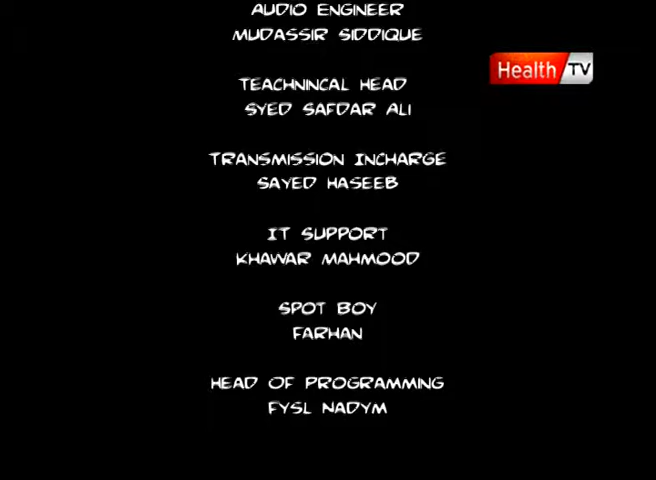 AUDIO ENGINEER
MUDASSIR SIDDIQUE
Health TV
TEACHNINCAL HEAD
SYED SAFDAR ALI
TRANSMISSION INCHARGE
SAYED HASEEB
IT SUPPORT
KHAWAR MAHMOOD
SPOT BOY
FARHAN
HEAD OF PROGRAMMING
FYSL NADYM